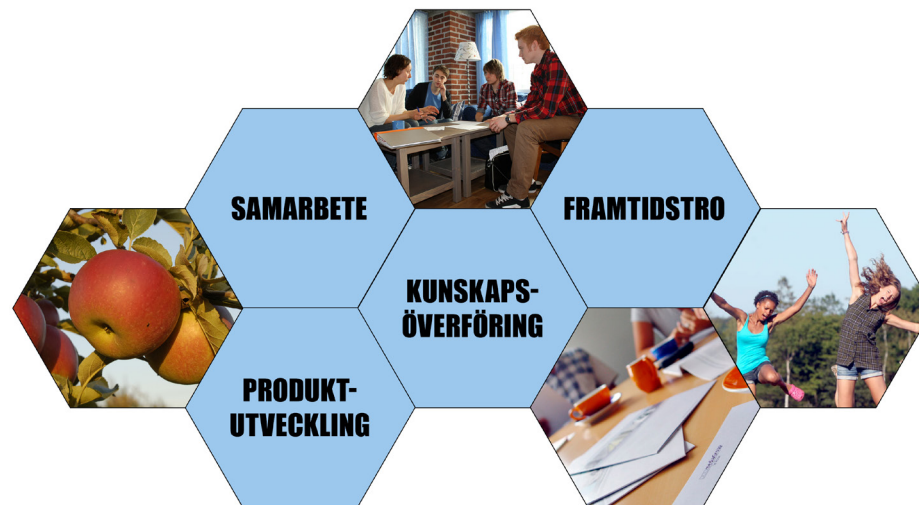 SAMARBETE
FRAMTIDSTRO
KUNSKAPS-
ÖVERFÖRING
PRODUKT-
UTVECKLING